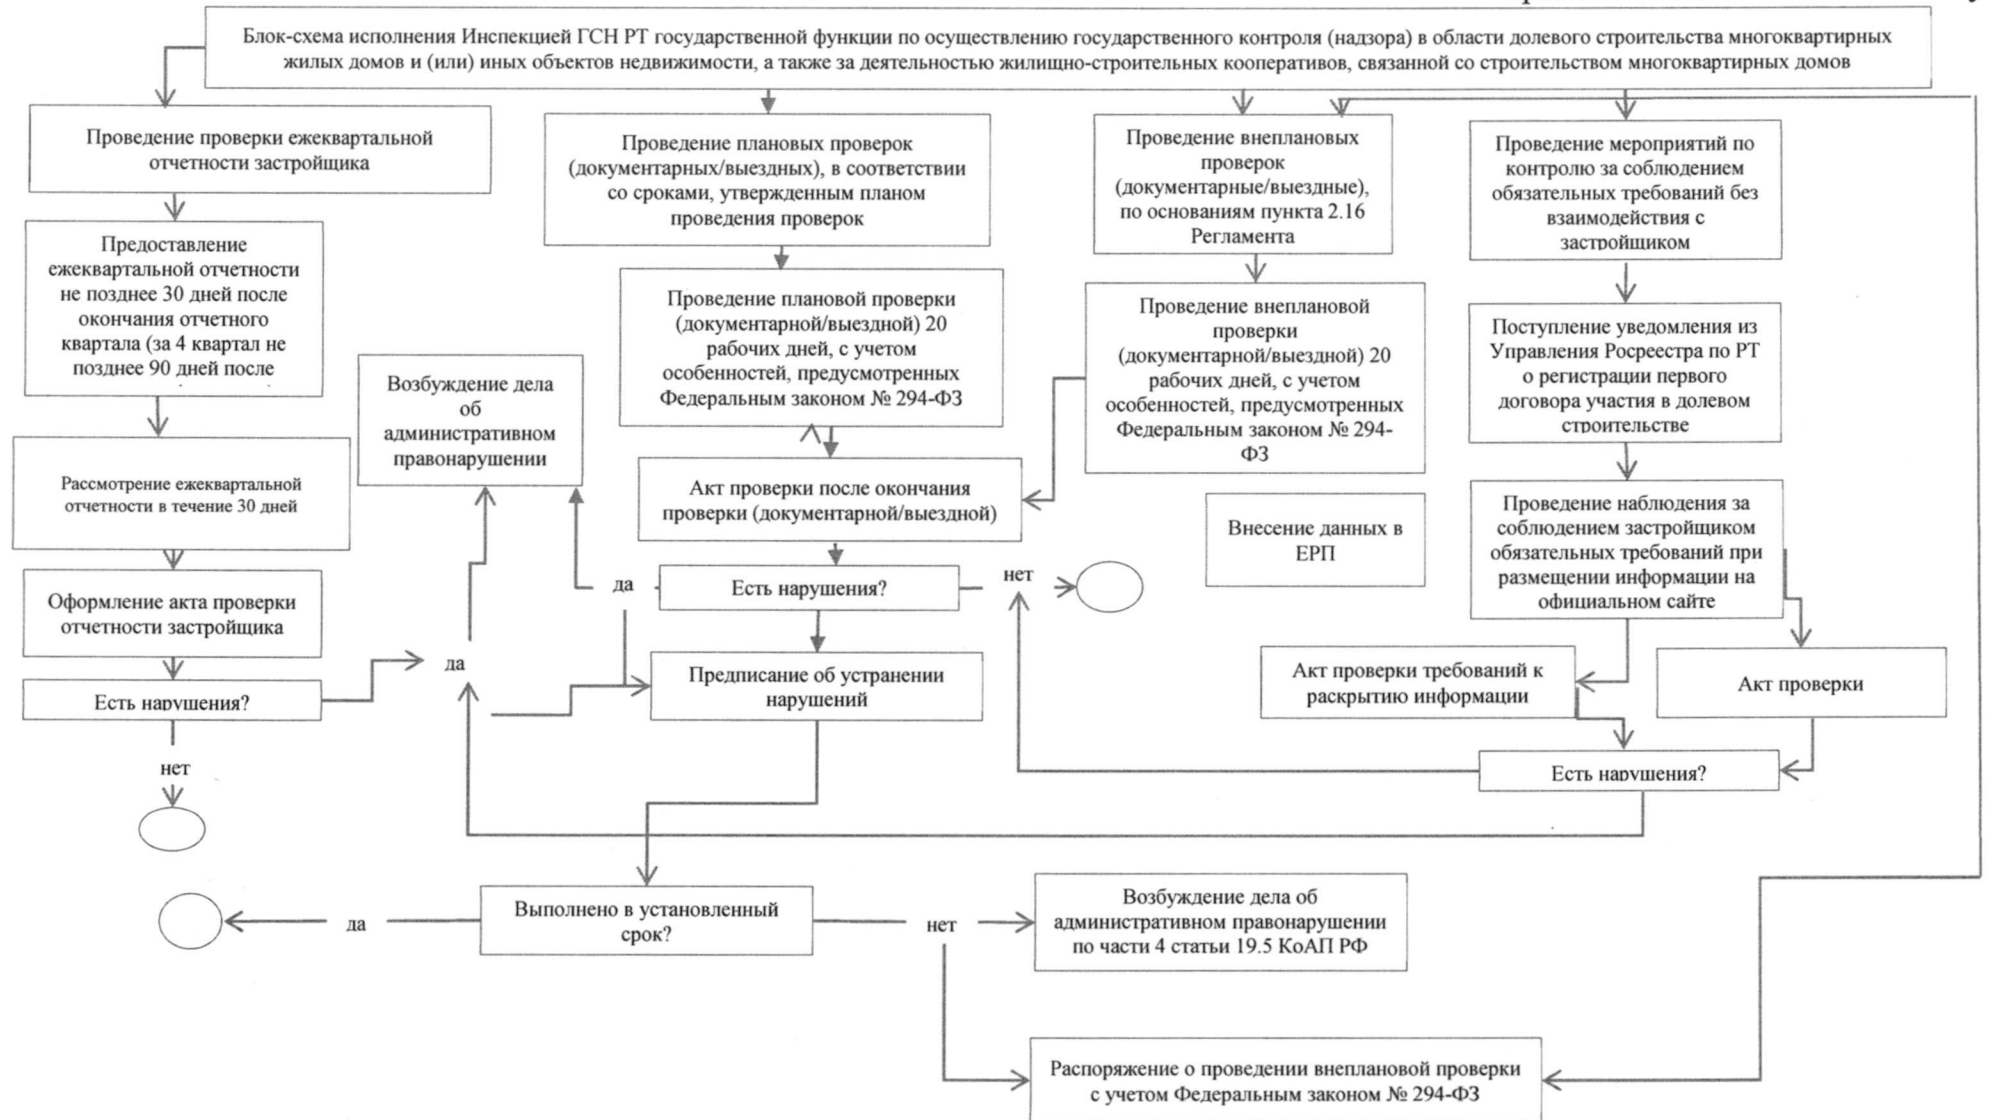 Блок-схема исполнения Инспекцией ГСН РТ государственной функции по осуществлению государственного контроля (надзора) в области долевого строительства многоквартирных
жилых домов и (или) иных объектов недвижимости, а также за деятельностью жилищно-строительных кооперативов, связанной со строительством многоквартирных домов
Проведение проверки ежеквартальной
отчетности застройщика
Предоставление
ежеквартальной отчетности
не позднее 30 дней после
окончания отчетного
квартала (за 4 квартал не
позднее 90 дней после
Рассмотрение ежеквартальной
отчетности в течение 30 дней
Оформление акта проверки
отчетности застройщика
Есть нарушения?
нет
да
Возбуждение дела
об
административном
правонарушении
Проведение плановых проверок
(документарных/выездных), в соответствии
со сроками, утвержденным планом
проведения проверок
Проведение плановой проверки
(документарной/выездной) 20
рабочих дней, с учетом
особенностей, предусмотренных
Федеральным законом № 294-ФЗ
Акт проверки после окончания
проверки (документарной/выездной)
да
Есть нарушения?
нет
Предписание об устранении
нарушений
Проведение внеплановых
проверок
(документарные/выездные),
по основаниям пункта 2.16
Регламента
Проведение внеплановой
проверки
(документарной/выездной) 20
рабочих дней, с учетом
особенностей, предусмотренных
Федеральным законом № 294-
ФЗ
Внесение данных в
ЕРП
Проведение мероприятий по
контролю за соблюдением
обязательных требований без
взаимодействия с
застройщиком
Поступление уведомления из
Управления Росреестра по РТ
о регистрации первого
договора участия в долевом
строительстве
Проведение наблюдения за
соблюдением застройщиком
обязательных требований при
размещении информации на
официальном сайте
Акт проверки требований к
раскрытию информации
Акт проверки
Есть нарушения?
да
Выполнено в установленный
срок?
нет
Возбуждение дела об
административном правонарушении
по части 4 статьи 19.5 КоАП РФ
Распоряжение о проведении внеплановой проверки
с учетом Федеральным законом № 294-ФЗ